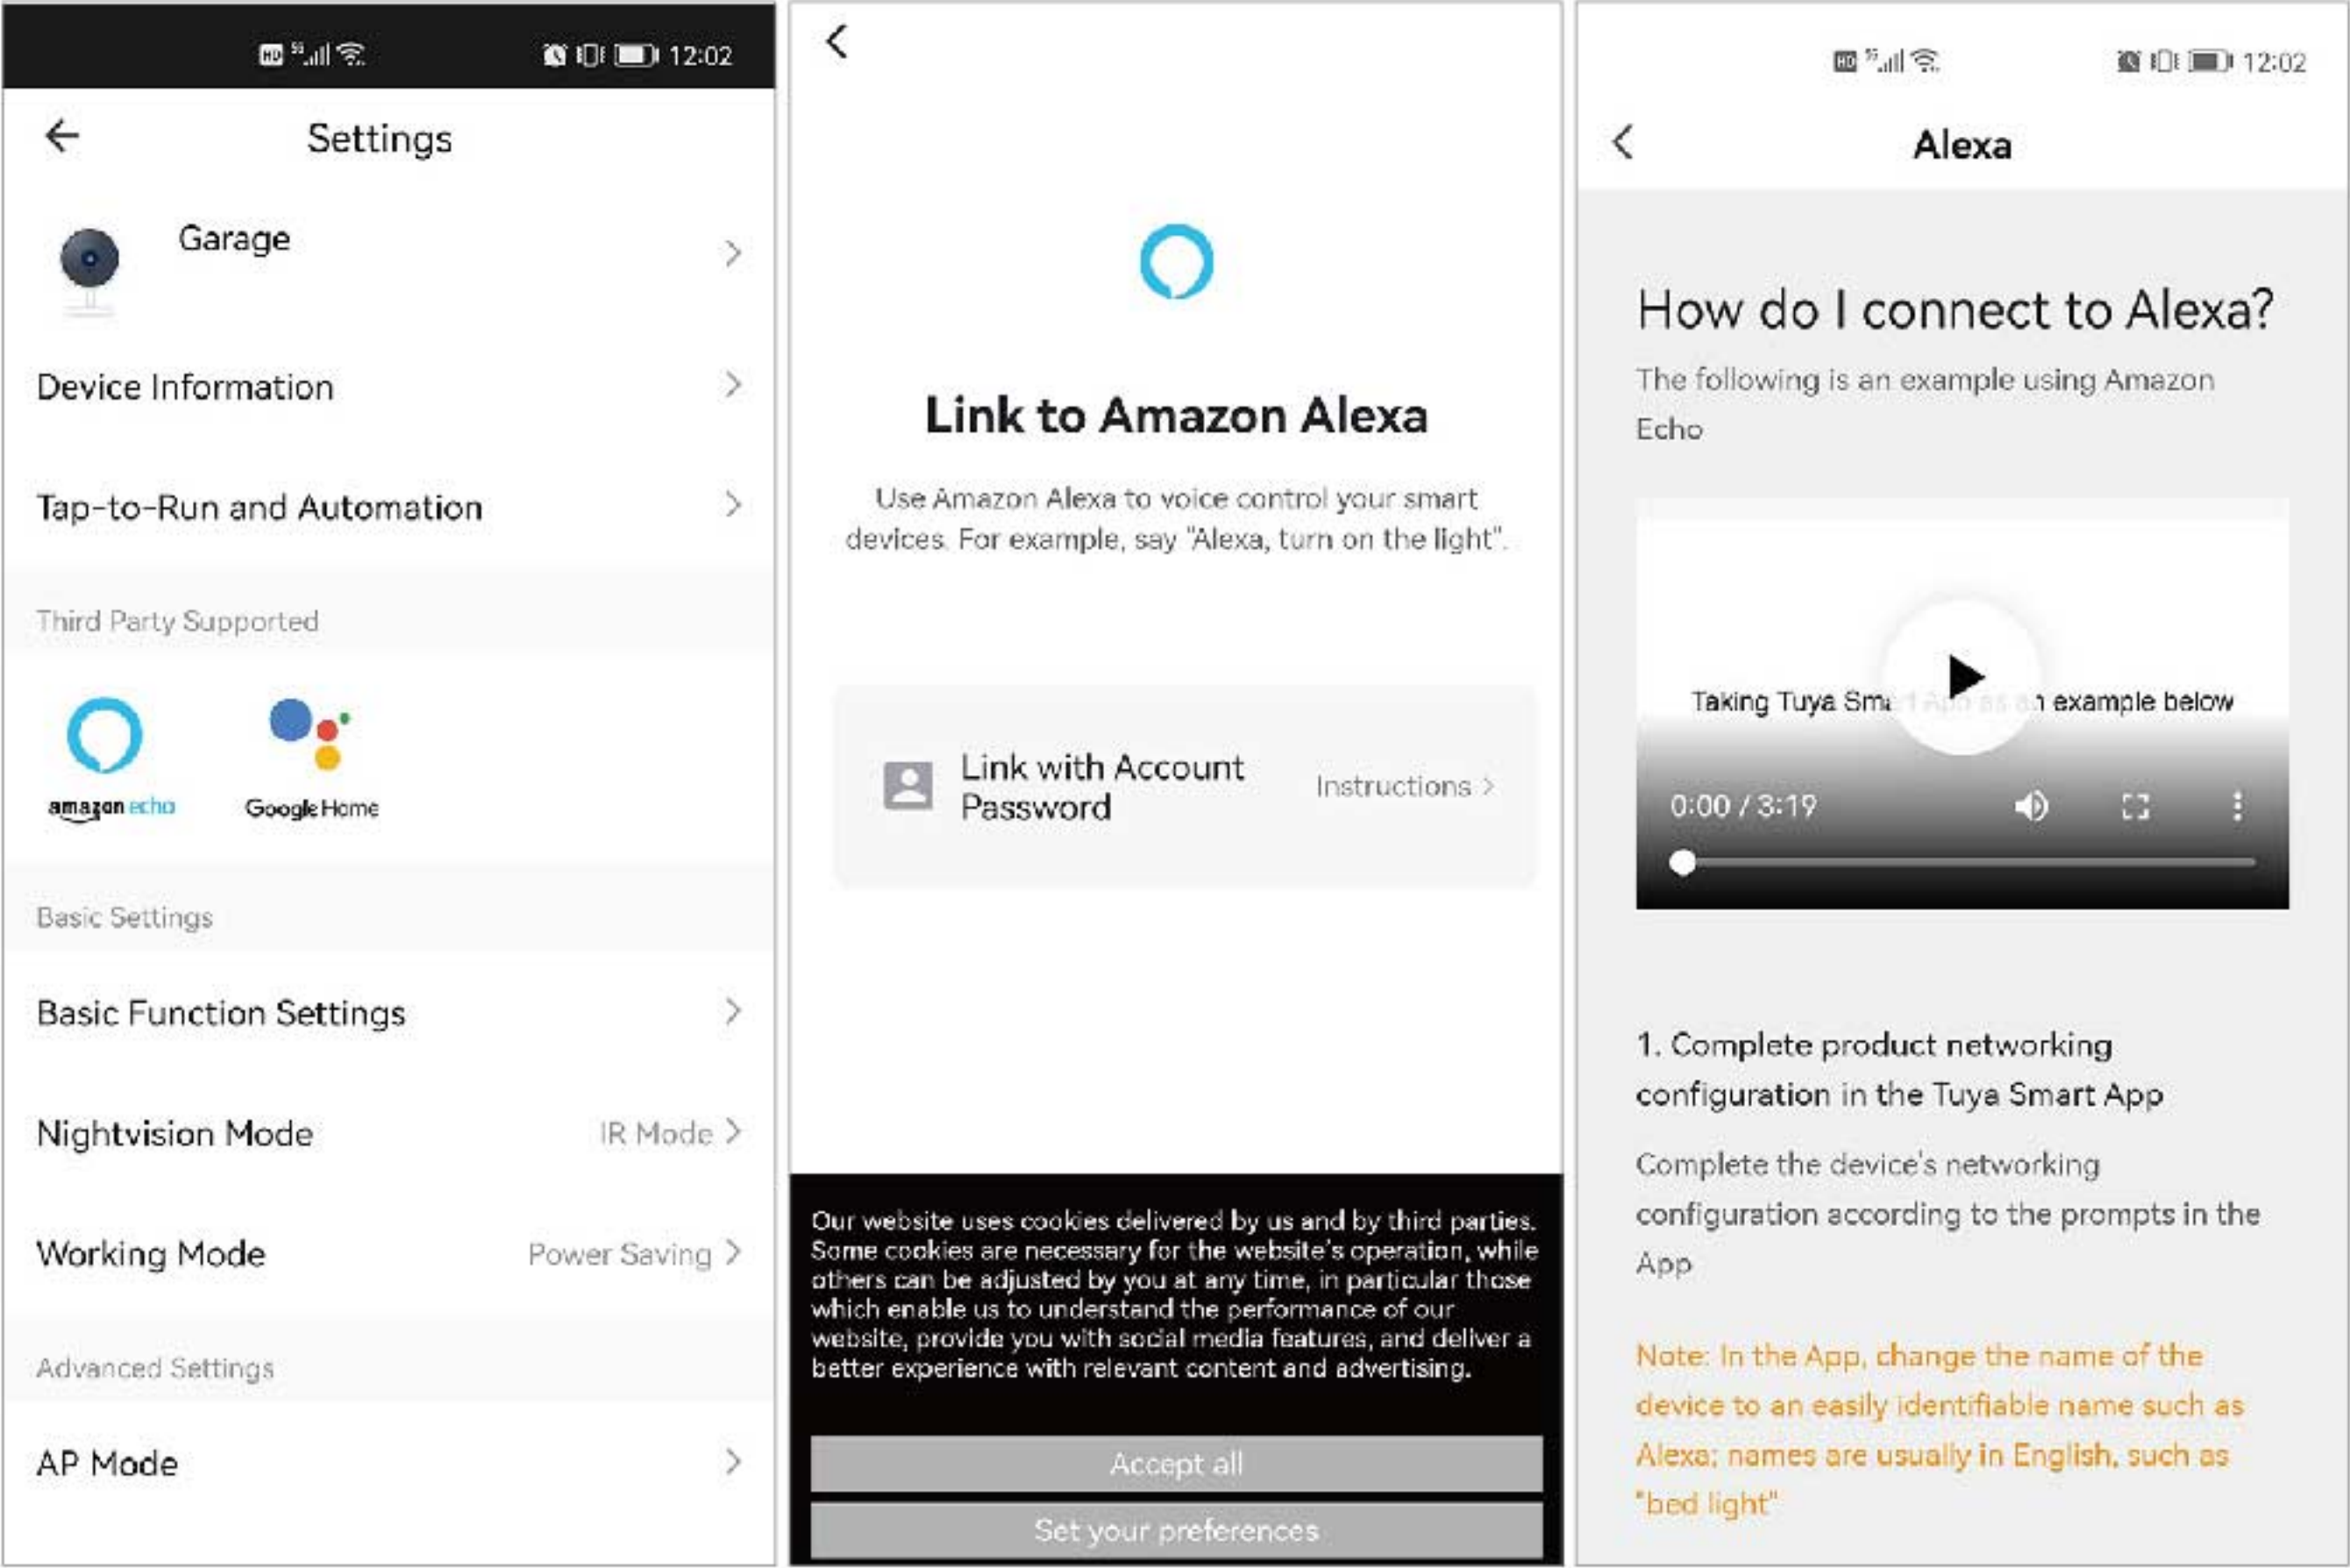 HD 5G 12:02
Settings
Garage
Device Information
Tap-to-Run and Automation
Third Party Supported
amazon echo
Google Home
Basic Settings
Basic Function Settings
Nightvision Mode
IR Mode
Working Mode
Power Saving
Advanced Settings
AP Mode
Link to Amazon Alexa
Use Amazon Alexa to voice control your smart
devices. For example, say "Alexa, turn on the light".
Link with Account
Password
Instructions
Our website uses cookies delivered by us and by third parties.
Some cookies are necessary for the website's operation, while
others can be adjusted by you at any time, in particular those
which enable us to understand the performance of our
website, provide you with social media features, and deliver a
better experience with relevant content and advertising.
Accept all
Set your preferences
HD 5G 12:02
Alexa
How do I connect to Alexa?
The following is an example using Amazon
Echo
Taking Tuya Smart App as an example below
0:00 / 3:19
1. Complete product networking
configuration in the Tuya Smart App
Complete the device's networking
configuration according to the prompts in the
App
Note: In the App, change the name of the
device to an easily identifiable name such as
Alexa; names are usually in English, such as
"bed light"